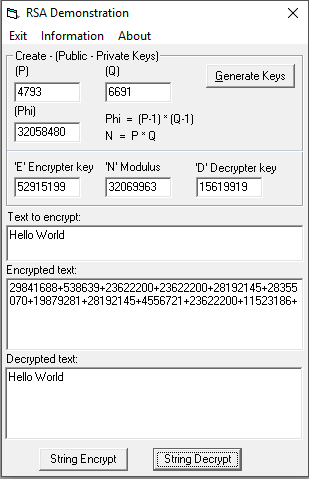 RSA Demonstration
Exit Information About
Create - (Public - Private Keys)
(P) (Q)
4793 6691 Generate Keys
(Phi)
32058480
Phi = (P-1) * (Q-1)
N = P * Q
'E' Encrypter key 'N' Modulus 'D' Decrypter key
52915199 32069963 15619919
Text to encrypt:
Hello World
Encrypted text:
29841688+538639+23622200+23622200+28192145+28355
070+19879281+28192145+4556721+23622200+11523186+
Decrypted text:
Hello World
String Encrypt String Decrypt